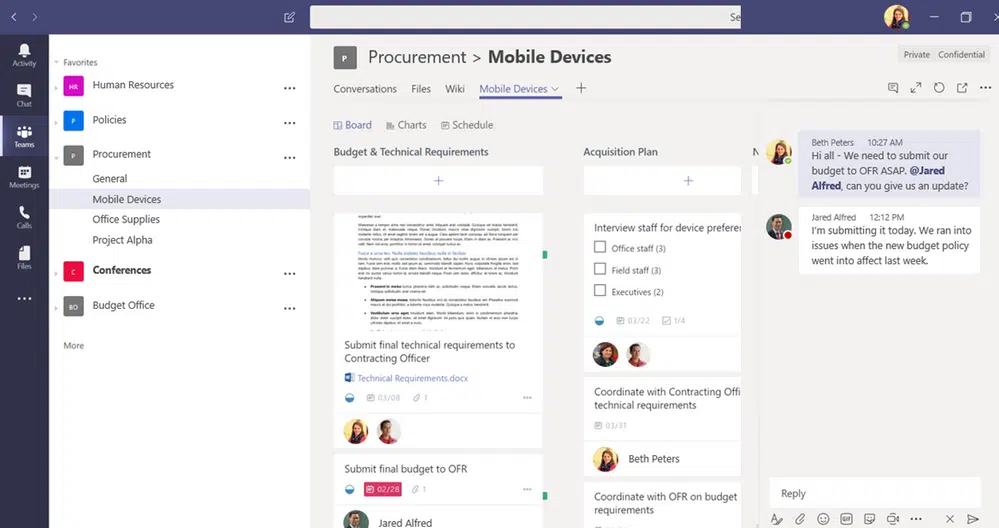 Se
Activity
Chat
Teams
Meetings
Calls
Files
Favorites
HR Human Resources
P Policies
P Procurement
General
Mobile Devices
Office Supplies
Project Alpha
C Conferences
BO Budget Office
More
P Procurement > Mobile Devices
Private Confidential
Conversations Files Wiki Mobile Devices
Board Charts Schedule
Budget & Technical Requirements
Submit final technical requirements to
Contracting Officer
Technical Requirements.docx
03/08 1
Submit final budget to OFR
02/28 1
Jared Alfred
Acquisition Plan
Interview staff for device preferen
Office staff (3)
Field staff (3)
Executives (2)
03/22 1/4
Coordinate with Contracting Offi
technical requirements
03/31
Beth Peters
Coordinate with OFR on budget
requirements
N
Beth Peters 10:27 AM
Hi all - We need to submit our
budget to OFR ASAP. @Jared
Alfred, can you give us an update?
Jared Alfred 12:12 PM
I'm submitting it today. We ran into
issues when the new budget policy
went into affect last week.
Reply
GIF